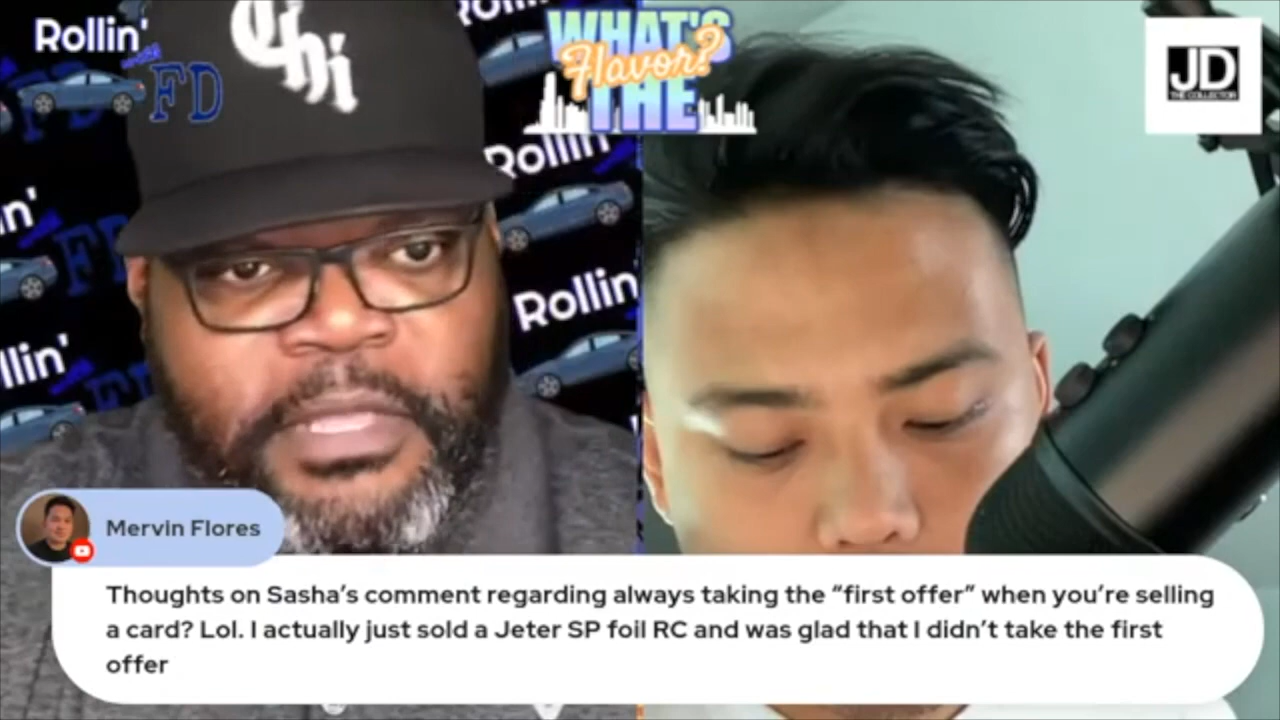 Rollin'
with
FD
Chi
WHAT'S
Flavor?
THE
JD
THE COLLECTOR
Rollin'
Rollin'
Mervin Flores
Thoughts on Sasha's comment regarding always taking the “first offer” when you're selling
a card? Lol. I actually just sold a Jeter SP foil RC and was glad that I didn't take the first
offer